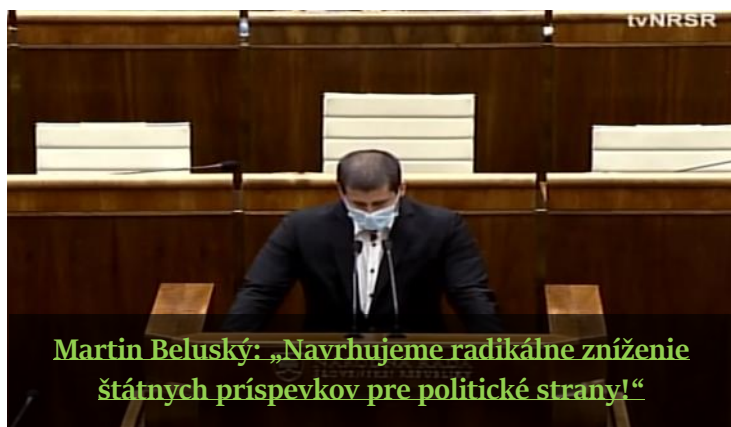 tvNRSR
Martin Beluský: „Navrhujeme radikálne zníženie
štátnych príspevkov pre politické strany!“